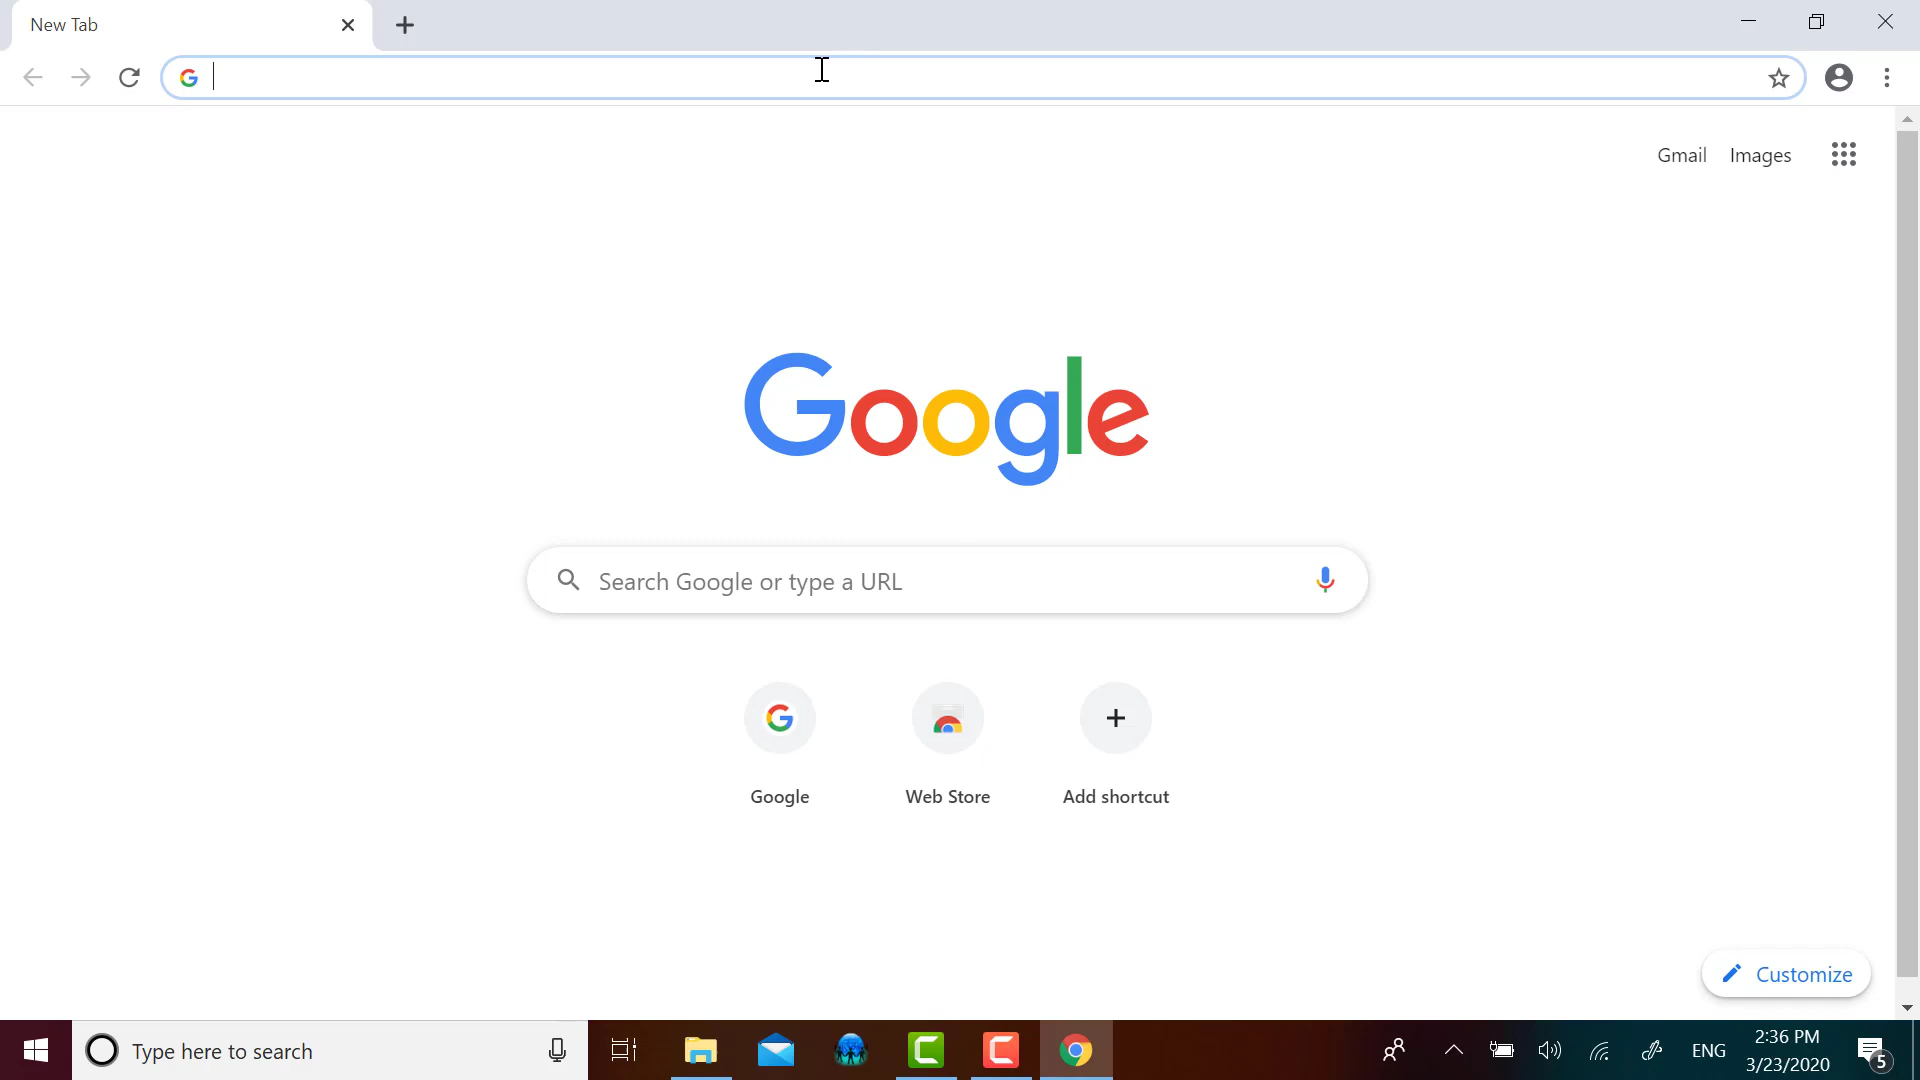 New Tab
Gmail Images
Google
Search Google or type a URL
Google Web Store Add shortcut
Customize
Type here to search
ENG
2:36 PM
3/23/2020
5